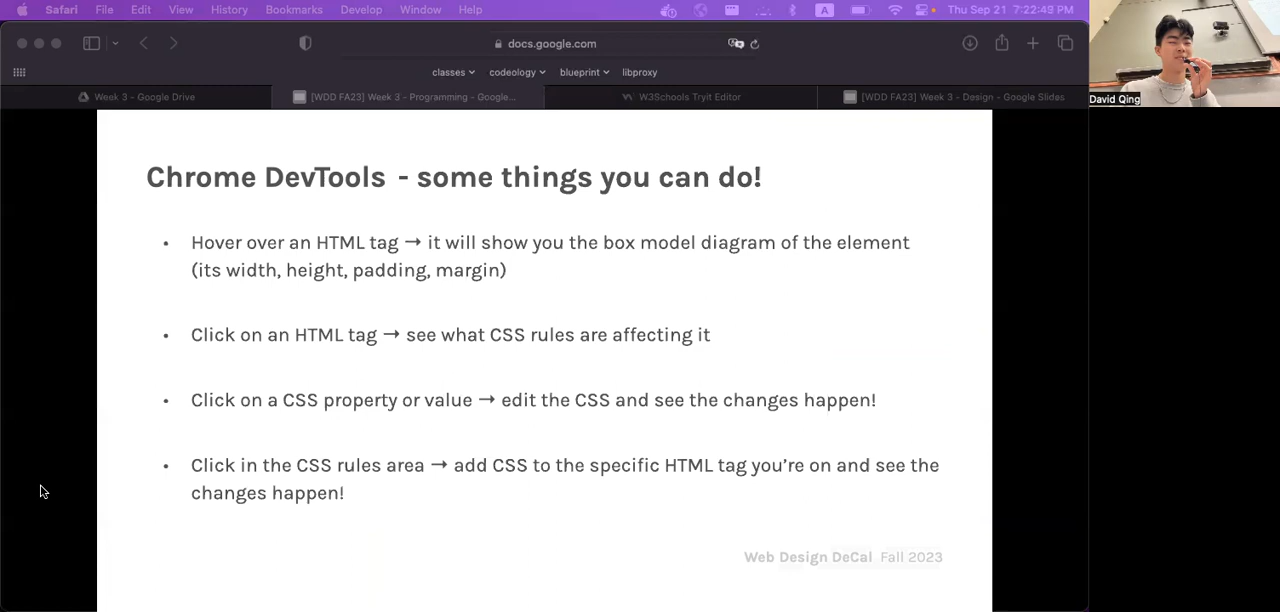 Safari File Edit View History Bookmarks Develop Window Help A Thu Sep 21 7:22:49 PM
docs.google.com
classes codeology blueprint libproxy
Week 3 - Google Drive [WDD FA23] Week 3 - Programming - Google... W3Schools Tryit Editor [WDD FA23] Week 3 - Design - Google Slides
David Qing
Chrome DevTools - some things you can do!
• Hover over an HTML tag → it will show you the box model diagram of the element
(its width, height, padding, margin)
• Click on an HTML tag → see what CSS rules are affecting it
• Click on a CSS property or value → edit the CSS and see the changes happen!
• Click in the CSS rules area → add CSS to the specific HTML tag you’re on and see the
changes happen!
Web Design DeCal Fall 2023